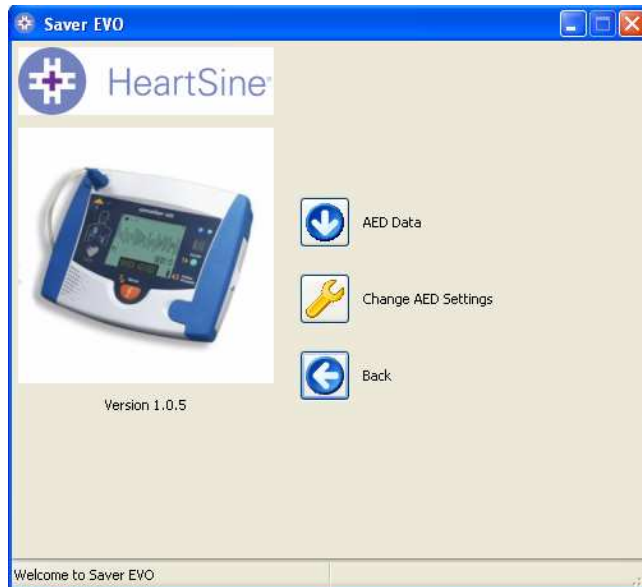 Saver EVO
HeartSine®
AED Data
Change AED Settings
Back
Version 1.0.5
Welcome to Saver EVO